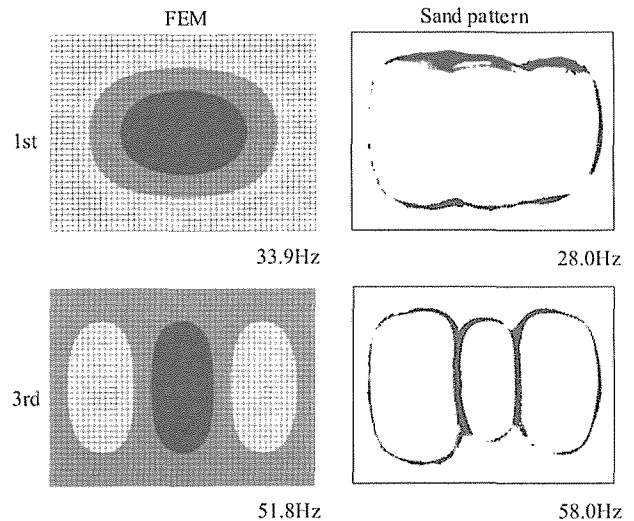 FEM
Sand pattern
1st
33.9Hz
28.0Hz
3rd
51.8Hz
58.0Hz